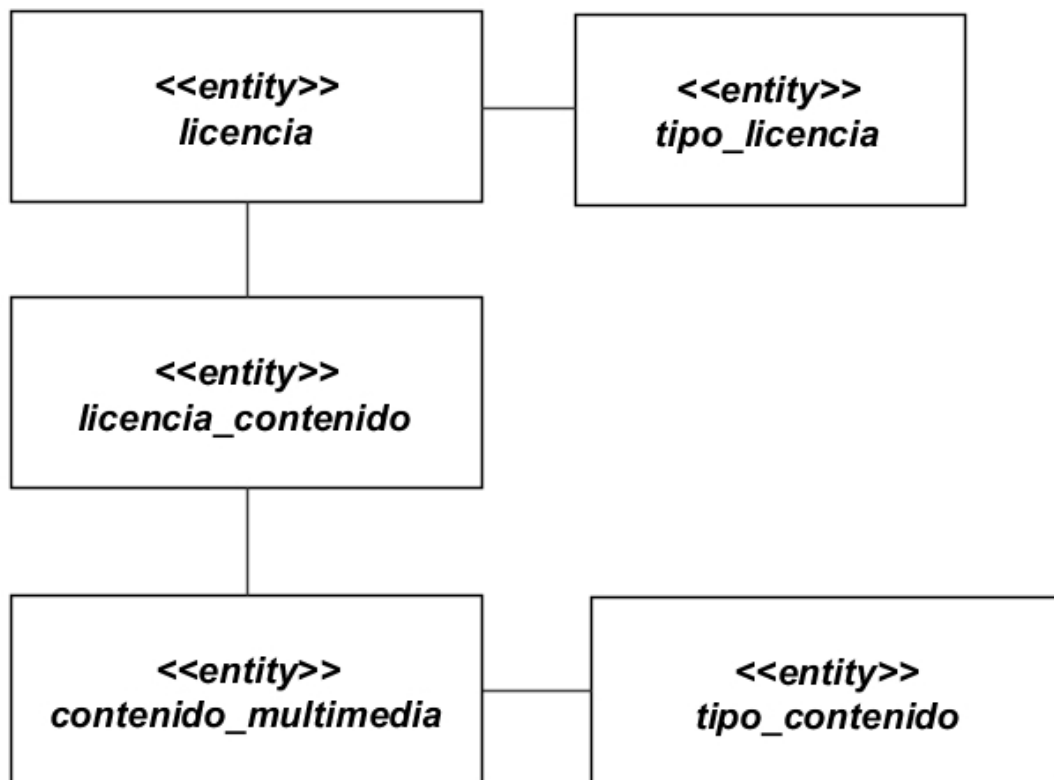 <<entity>>
licencia
<<entity>>
tipo_licencia
<<entity>>
licencia_contenido
<<entity>>
contenido_multimedia
<<entity>>
tipo_contenido